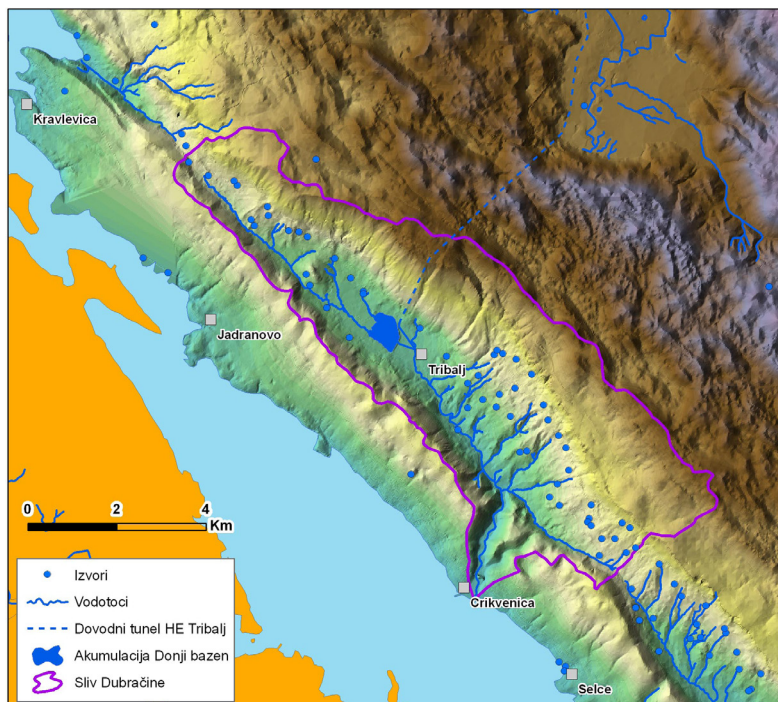 Kravlevica
Jadranovo
Tribalj
0 2 4
Km
Crikvenica
Selce
Izvori
Vodotoci
Dovodni tunel HE Tribalj
Akumulacija Donji bazen
Sliv Dubračine